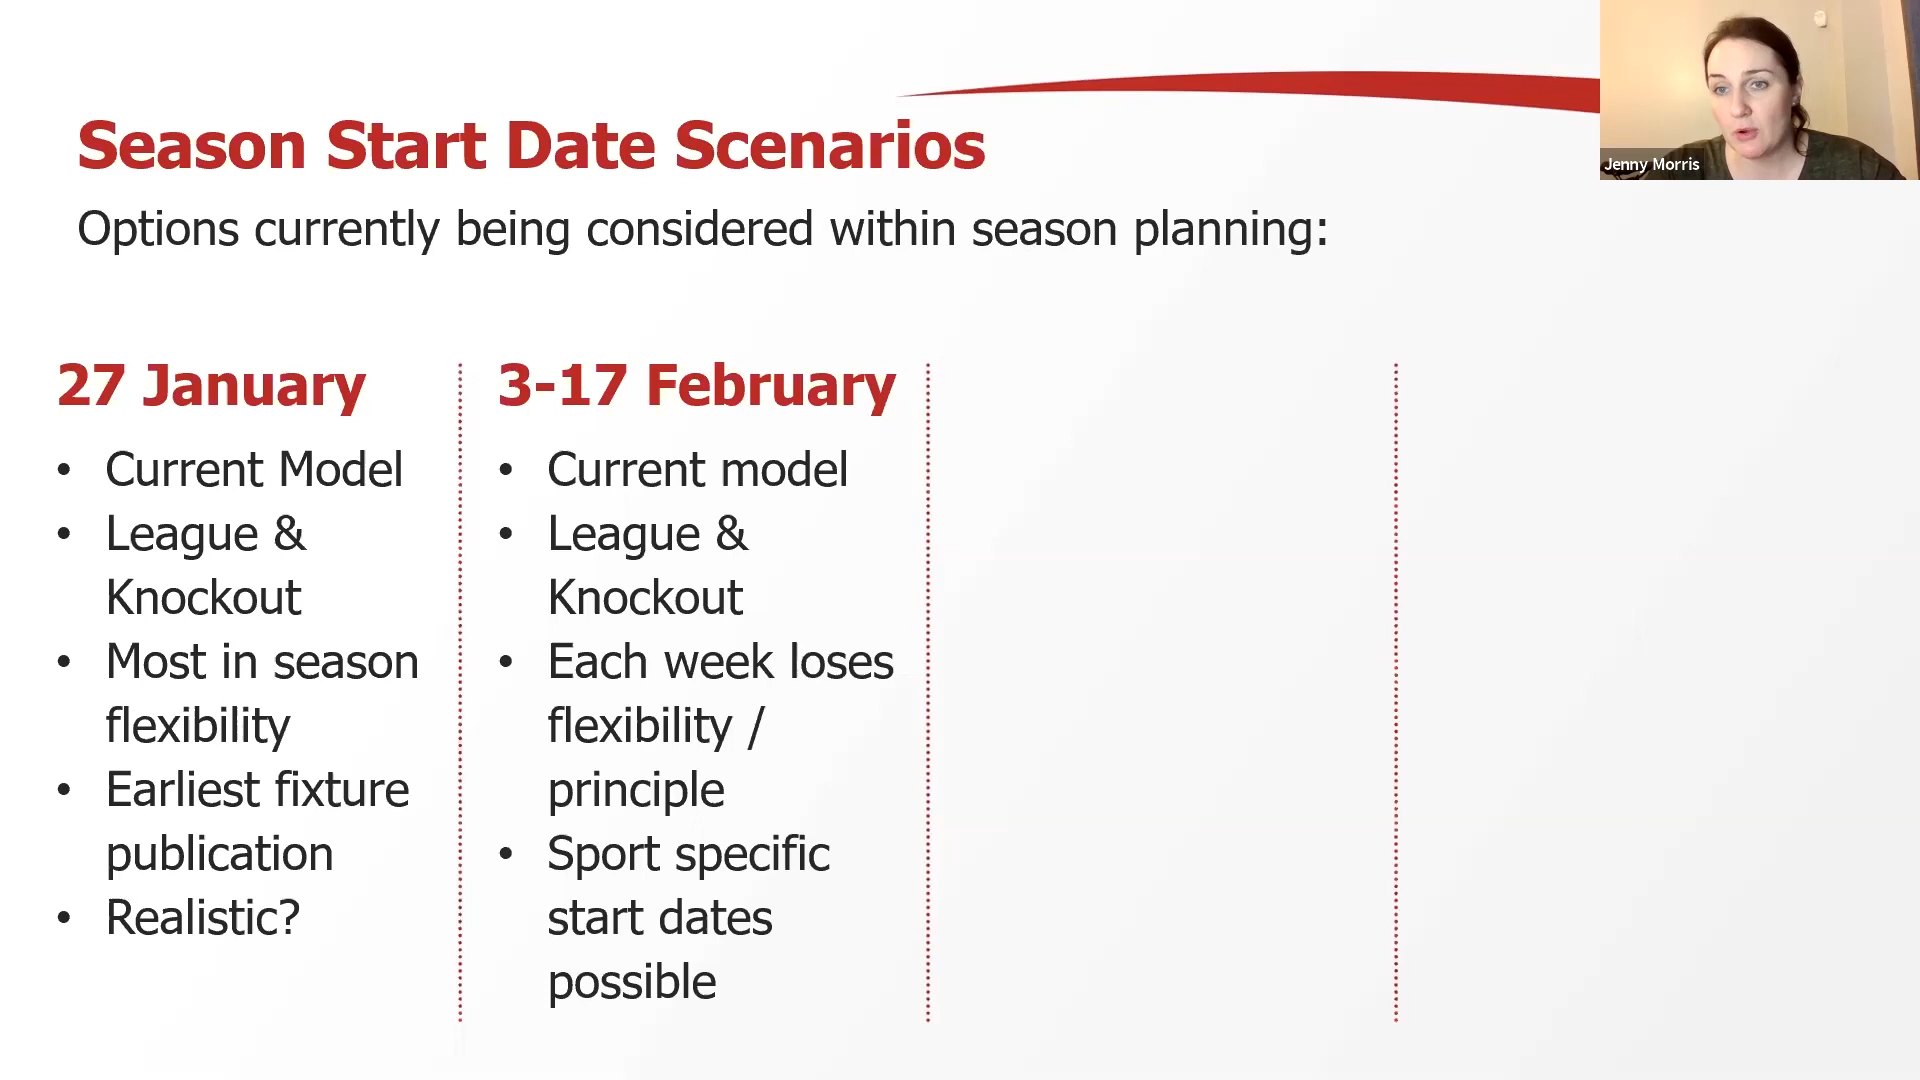 Jenny Morris
Season Start Date Scenarios
Options currently being considered within season planning:
27 January
• Current Model
• League &
Knockout
• Most in season
flexibility
• Earliest fixture
publication
• Realistic?
3-17 February
• Current model
• League &
Knockout
• Each week loses
flexibility /
principle
• Sport specific
start dates
possible